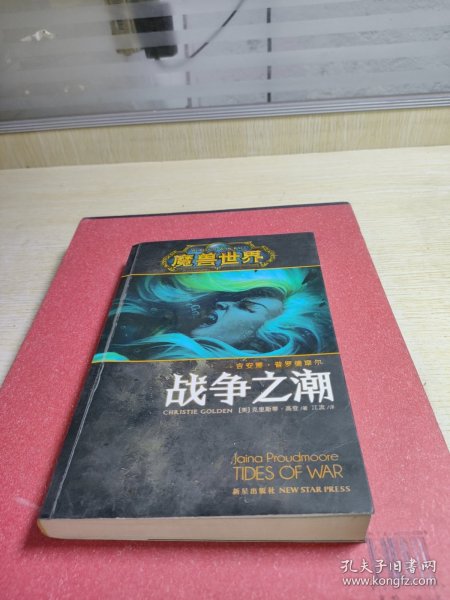 魔兽世界
吉安娜·普罗德摩尔
战争之潮
CHRISTIE GOLDEN [美]克里斯蒂·高登/著 江流/译
Jaina Proudmoore
TIDES OF WAR
新星出版社 NEW STAR PRESS
孔夫子旧书网
www.kongfz.com